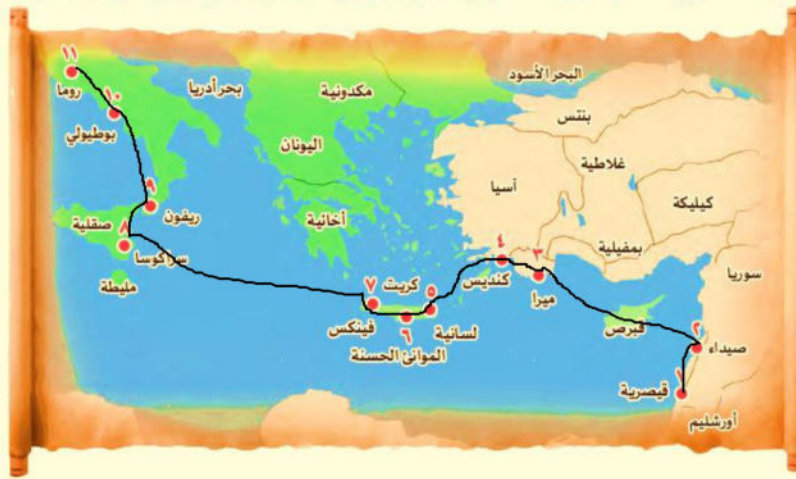 ١١
روما
١٠
بوطيولي
٩
ريفون
٨
سراكوسا
صقلية
مليطة
بحر أدريا
مكدونية
اليونان
أخائية
البحر الأسود
بنتس
غلاطية
آسيا
كيليكة
بمفيلية
سوريا
٧
فينكس
كريت
٦
الموانئ الحسنة
٥
لسائية
٤
كنديس
٣
ميرا
قبرص
٢
صيداء
١
قيصرية
أورشليم